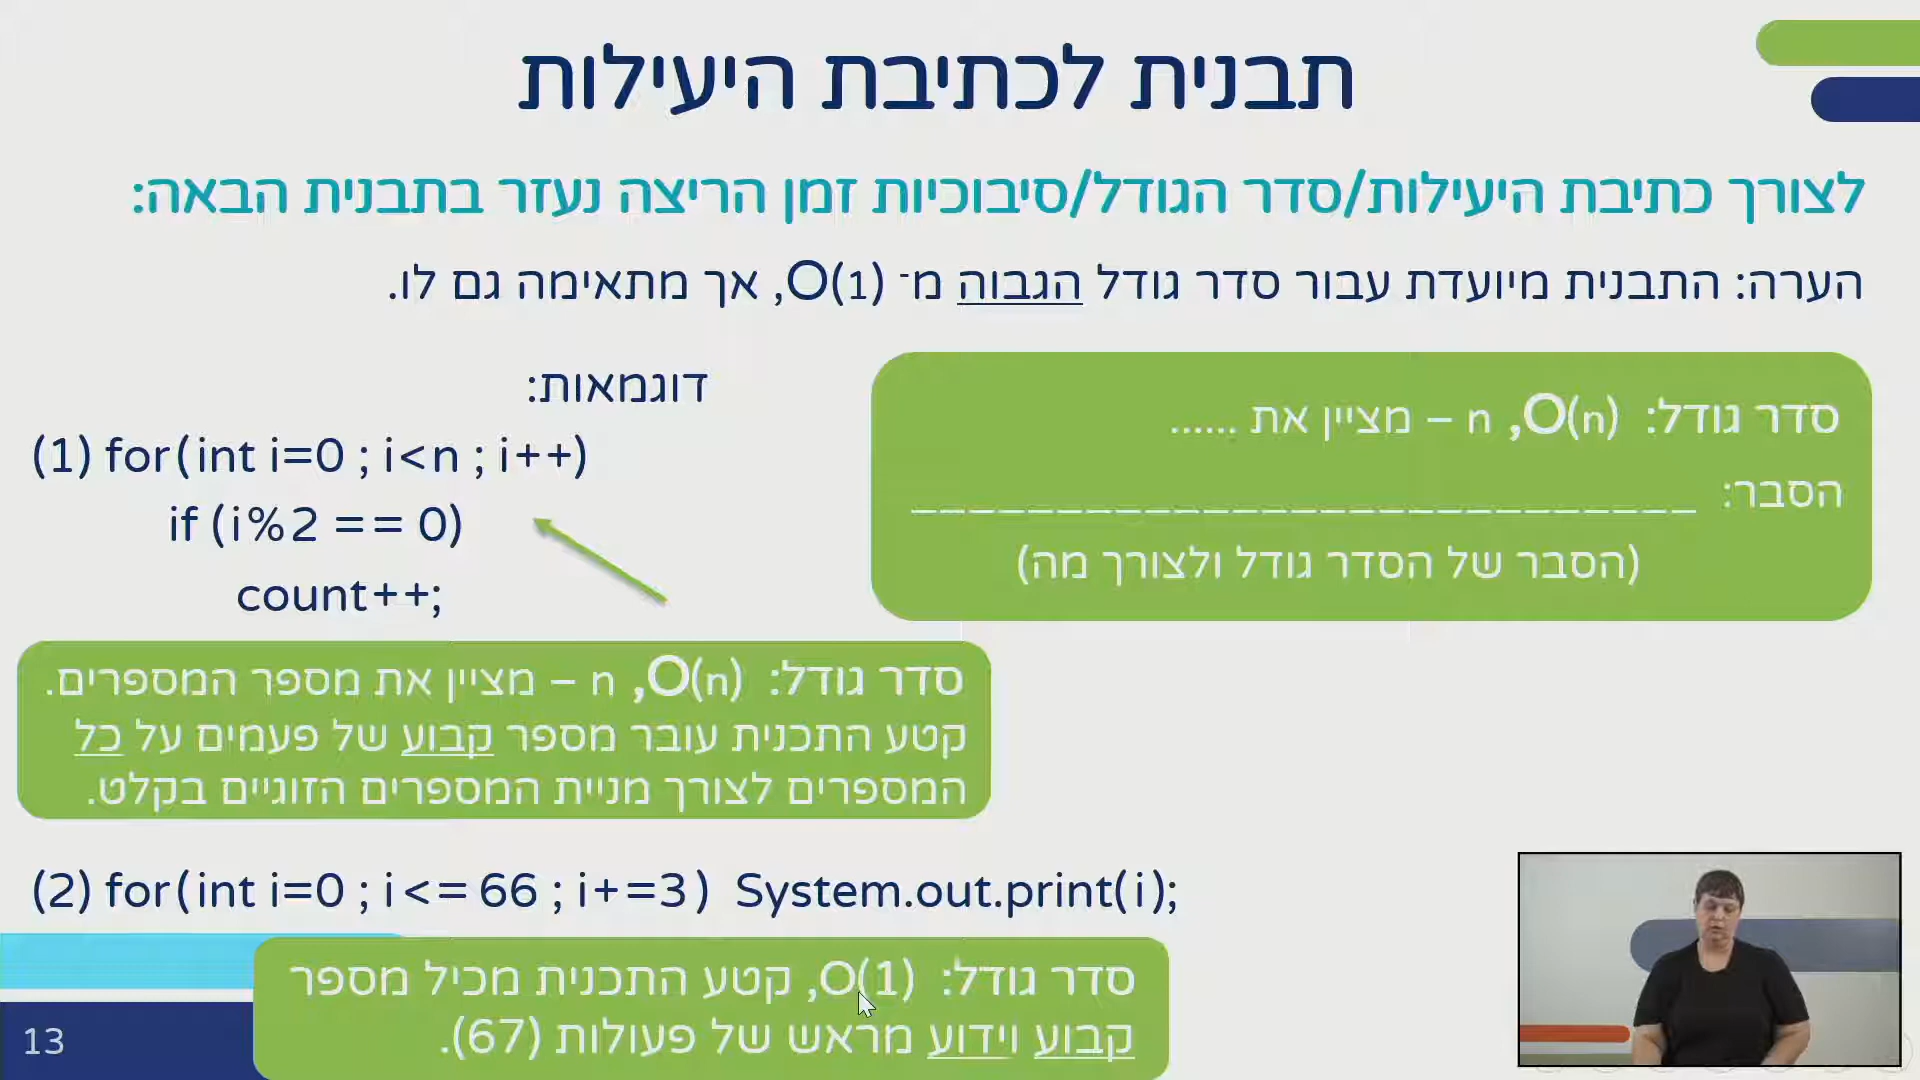 תבנית לכתיבת היעילות
לצורך כתיבת היעילות/סדר הגודל/סיבוכיות זמן הריצה נעזר בתבנית הבאה:
הערה: התבנית מיועדת עבור סדר גודל הגבוה מ־ O(1), אך מתאימה גם לו.
סדר גודל: O(n), n – מציין את ......
הסבר: ___________________________
(הסבר של הסדר גודל ולצורך מה)
דוגמאות:
(1) for(int i=0 ; i<n ; i++)
if (i%2 == 0)
count++;
סדר גודל: O(n), n – מציין את מספר המספרים.
קטע התכנית עובר מספר קבוע של פעמים על כל
המספרים לצורך מניית המספרים הזוגיים בקלט.
(2) for(int i=0 ; i<= 66 ; i+=3) System.out.print(i);
סדר גודל: O(1), קטע התכנית מכיל מספר
קבוע וידוע מראש של פעולות (67).
13